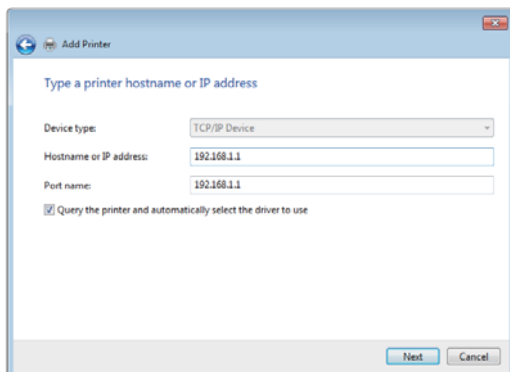 Add Printer
Type a printer hostname or IP address
Device type: TCP/IP Device
Hostname or IP address: 192.168.1.1
Port name: 192.168.1.1
Query the printer and automatically select the driver to use
Next Cancel